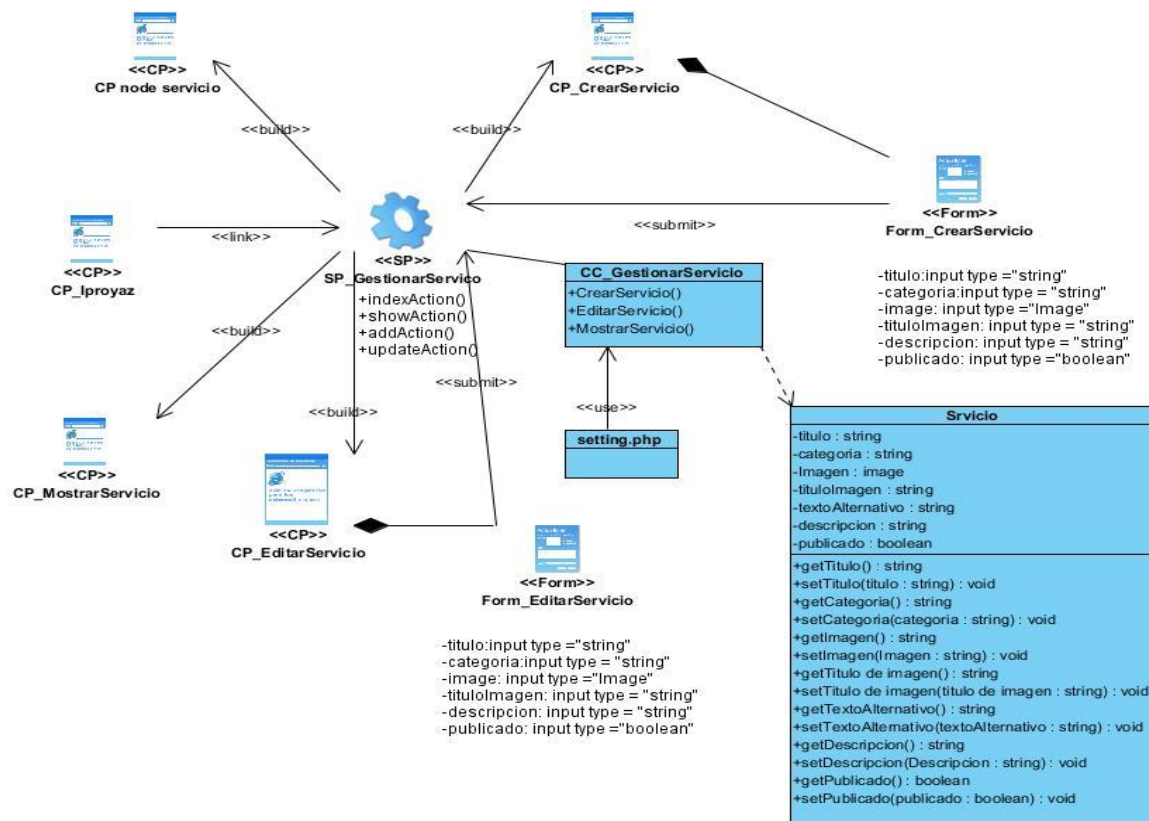 <<CP>>
CP node servicio
<<CP>>
CP_CrearServicio
<<build>>
<<build>>
<<Form>>
Form_CrearServicio
<<submit>>
-titulo:input type ="string"
-categoria:input type = "string"
-image: input type ="Image"
-tituloImagen: input type = "string"
-descripcion: input type = "string"
-publicado: input type ="boolean"
<<link>>
<<CP>>
CP_Iproyaz
<<SP>>
SP_GestionarServico
+indexAction()
+showAction()
+addAction()
+updateAction()
CC_GestionarServicio
+CrearServicio()
+EditarServicio()
+MostrarServicio()
<<build>>
<<submit>>
<<build>>
<<use>>
setting.php
<<CP>>
CP_MostrarServicio
<<CP>>
CP_EditarServicio
<<Form>>
Form_EditarServicio
-titulo:input type ="string"
-categoria:input type = "string"
-image: input type ="Image"
-tituloImagen: input type = "string"
-descripcion: input type = "string"
-publicado: input type ="boolean"
Srvicio
-titulo : string
-categoria : string
-Imagen : image
-tituloImagen : string
-textoAlternativo : string
-descripcion : string
-publicado : boolean
+getTitulo() : string
+setTitulo(titulo : string) : void
+getCategoria() : string
+setCategoria(categoria : string) : void
+getImagen() : string
+setImagen(Imagen : string) : void
+getTitulo de imagen() : string
+setTitulo de imagen(titulo de imagen : string) : void
+getTextoAlternativo() : string
+setTextoAlternativo(textoAlternativo : string) : void
+getDescripcion() : string
+setDescripcion(Descripcion : string) : void
+getPublicado() : boolean
+setPublicado(publicado : boolean) : void